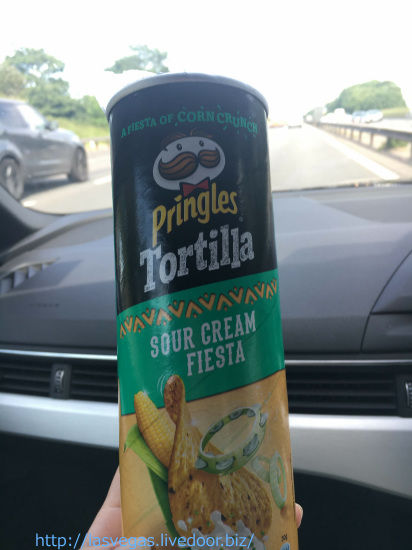 A FIESTA OF CORN CRUNCH
Pringles
Tortilla
SOUR CREAM
FIESTA
http://lasvegas.livedoor.biz/